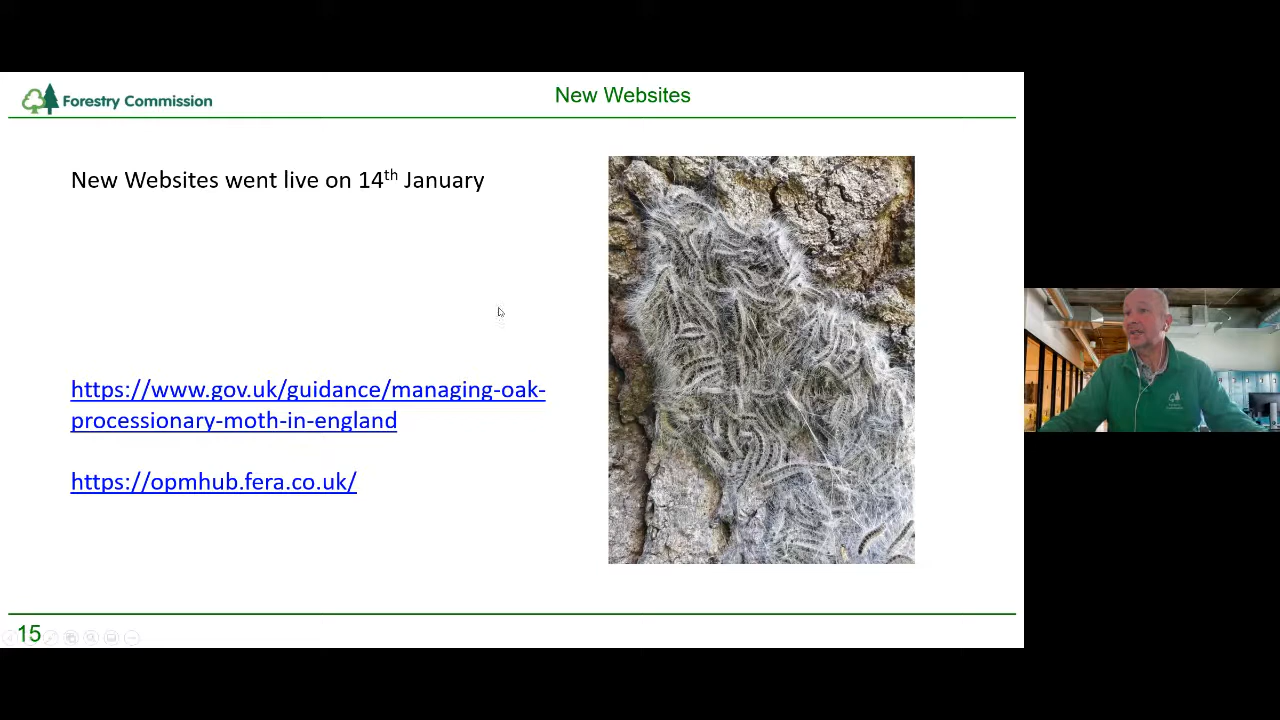 Forestry Commission
New Websites
New Websites went live on 14th January
https://www.gov.uk/guidance/managing-oak-
processionary-moth-in-england
https://opmhub.fera.co.uk/
15